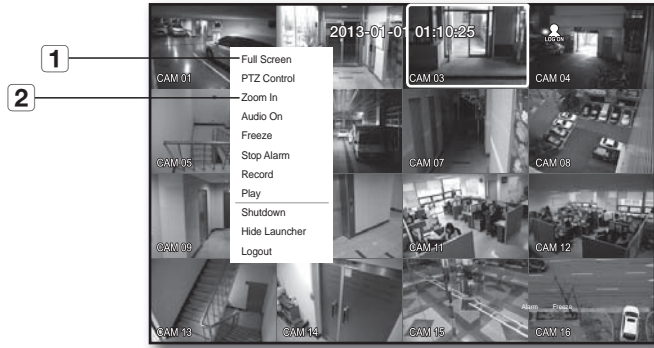 1
2
2013-01-01 01:10:25
LOG ON
CAM 01
CAM 03
CAM 04
Full Screen
PTZ Control
Zoom In
Audio On
Freeze
Stop Alarm
Record
Play
Shutdown
Hide Launcher
Logout
CAM 05
CAM 07
CAM 08
CAM 09
CAM 11
CAM 12
Alarm Freeze
CAM 13
CAM 14
CAM 15
CAM 16